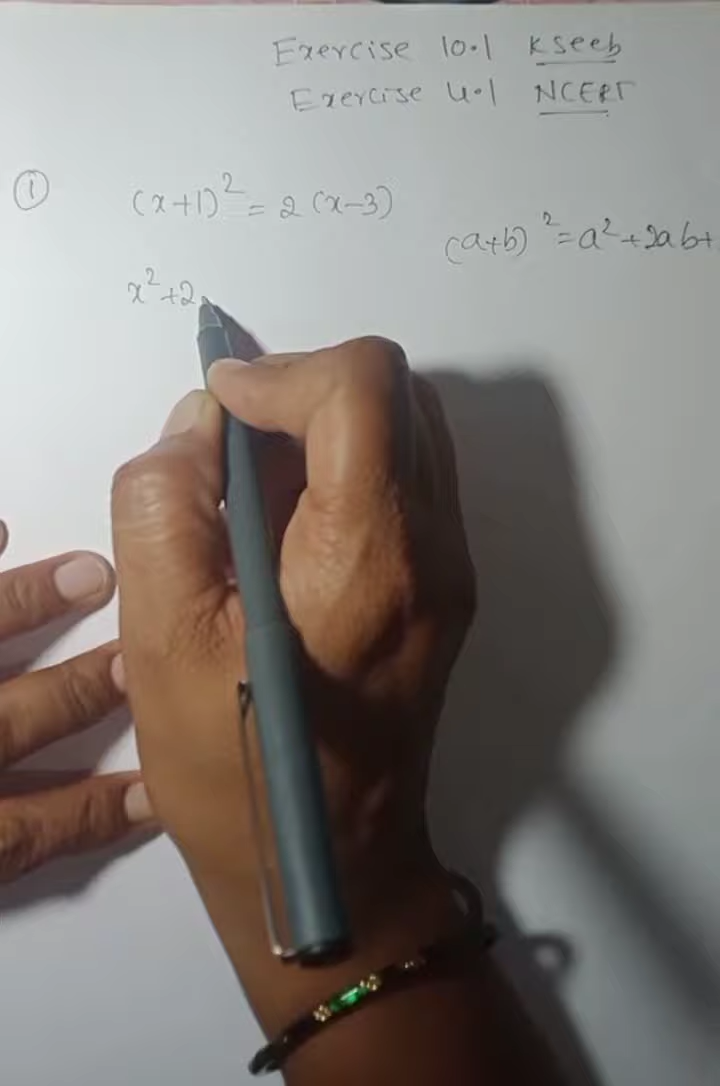 Exercise 10.1 KSeeb
Exercise 4.1 NCERT
① (x+1)² = 2 (x-3)
(a+b)² = a² + 2ab +
x² + 2